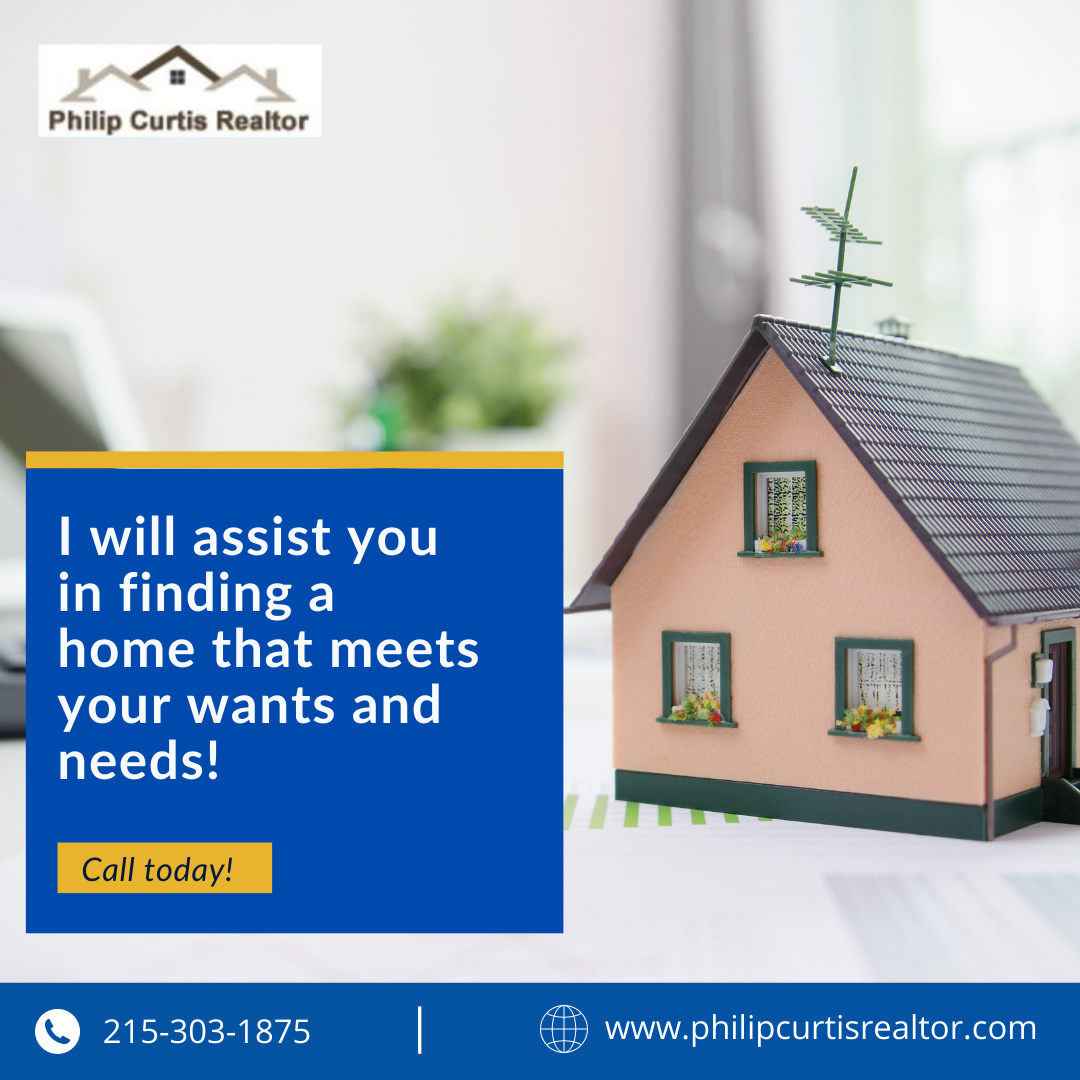 Philip Curtis Realtor
I will assist you
in finding a
home that meets
your wants and
needs!
Call today!
215-303-1875
www.philipcurtisrealtor.com